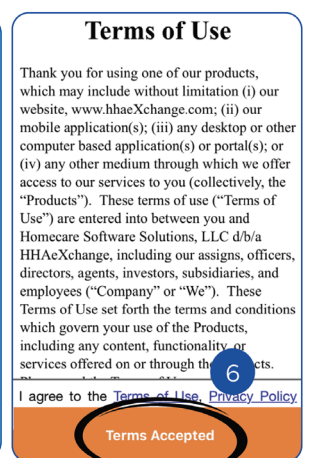 Terms of Use
Thank you for using one of our products,
which may include without limitation (i) our
website, www.hhaeXchange.com; (ii) our
mobile application(s); (iii) any desktop or other
computer based application(s) or portal(s); or
(iv) any other medium through which we offer
access to our services to you (collectively, the
“Products”).  These terms of use (“Terms of
Use”) are entered into between you and
Homecare Software Solutions, LLC d/b/a
HHAeXchange, including our assigns, officers,
directors, agents, investors, subsidiaries, and
employees (“Company” or “We”).  These
Terms of Use set forth the terms and conditions
which govern your use of the Products,
including any content, functionality, or
services offered on or through
6
I agree to the Terms of Use, Privacy Policy
Terms Accepted